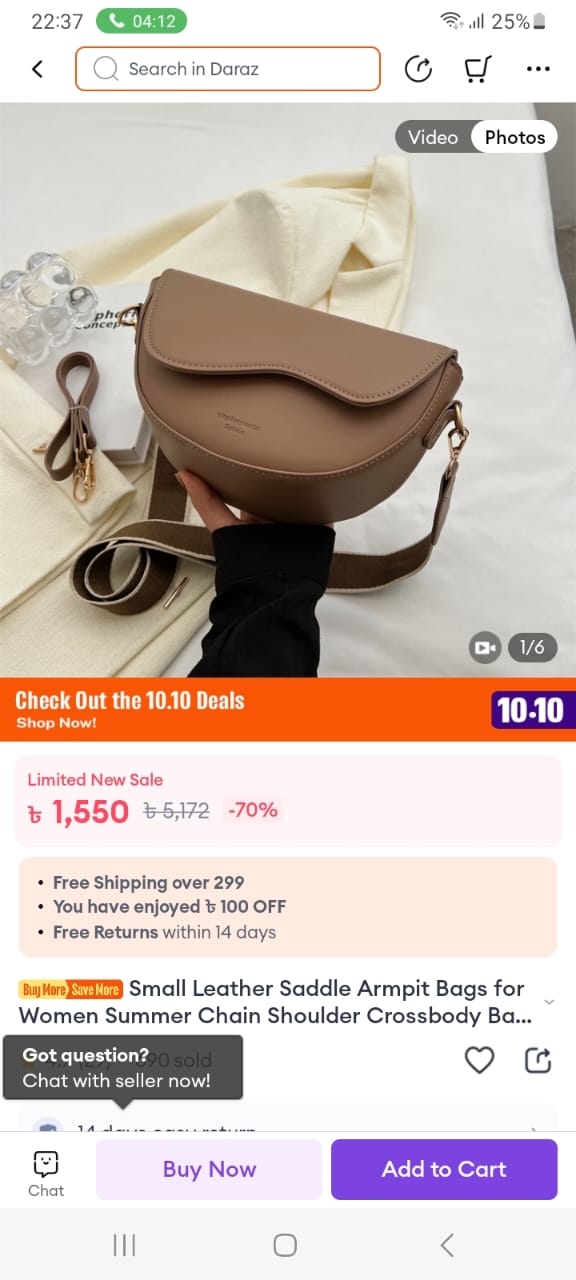 22:37
04:12
25%
Search in Daraz
Video
Photos
1/6
Check Out the 10.10 Deals
Shop Now!
10.10
Limited New Sale
৳ 1,550 ৳ 5,172 -70%
• Free Shipping over 299
• You have enjoyed ৳ 100 OFF
• Free Returns within 14 days
Buy More Save More Small Leather Saddle Armpit Bags for
Women Summer Chain Shoulder Crossbody Ba...
sold
Got question?
Chat with seller now!
14 days easy return
Chat
Buy Now
Add to Cart